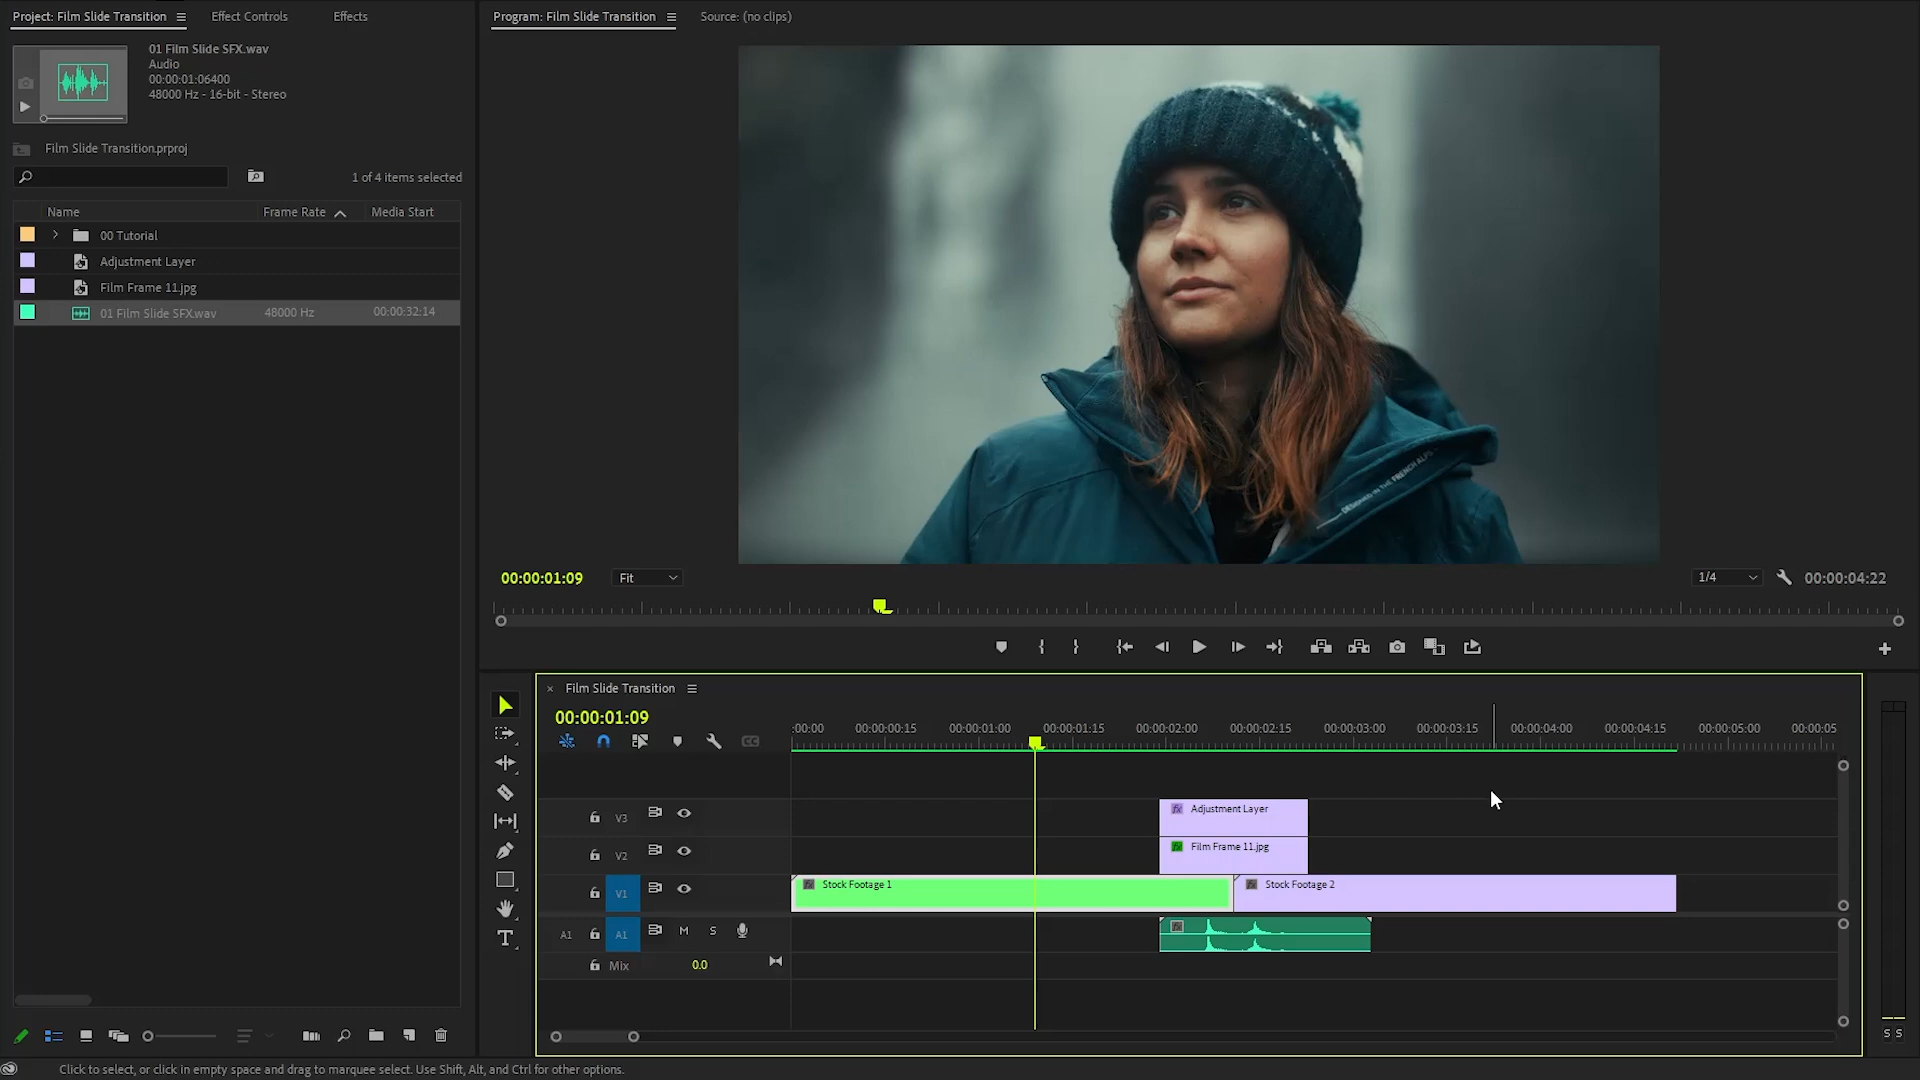 Project: Film Slide Transition
Effect Controls
Effects
01 Film Slide SFX.wav
Audio
00:00:01:06400
48000 Hz - 16-bit - Stereo
Film Slide Transition.prproj
1 of 4 items selected
Name Frame Rate Media Start
00 Tutorial
Adjustment Layer
Film Frame 11.jpg
01 Film Slide SFX.wav 48000 Hz 00:00:32:14
Program: Film Slide Transition
Source: (no clips)
DESIGNED IN THE FRENCH ALPS
00:00:01:09
Fit
1/4
00:00:04:22
Film Slide Transition
00:00:01:09
:00:00 00:00:00:15 00:00:01:00 00:00:01:15 00:00:02:00 00:00:02:15 00:00:03:00 00:00:03:15 00:00:04:00 00:00:04:15 00:00:05:00 00:00:05
V3
Adjustment Layer
V2
Film Frame 11.jpg
V1
Stock Footage 1
Stock Footage 2
A1 A1 M S
Mix 0.0
S S
Click to select, or click in empty space and drag to marquee select. Use Shift, Alt, and Ctrl for other options.